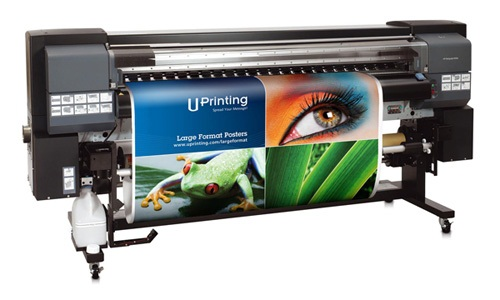 UPrinting
Spread Your Message!
Large Format Posters
www.uprinting.com/largeformat